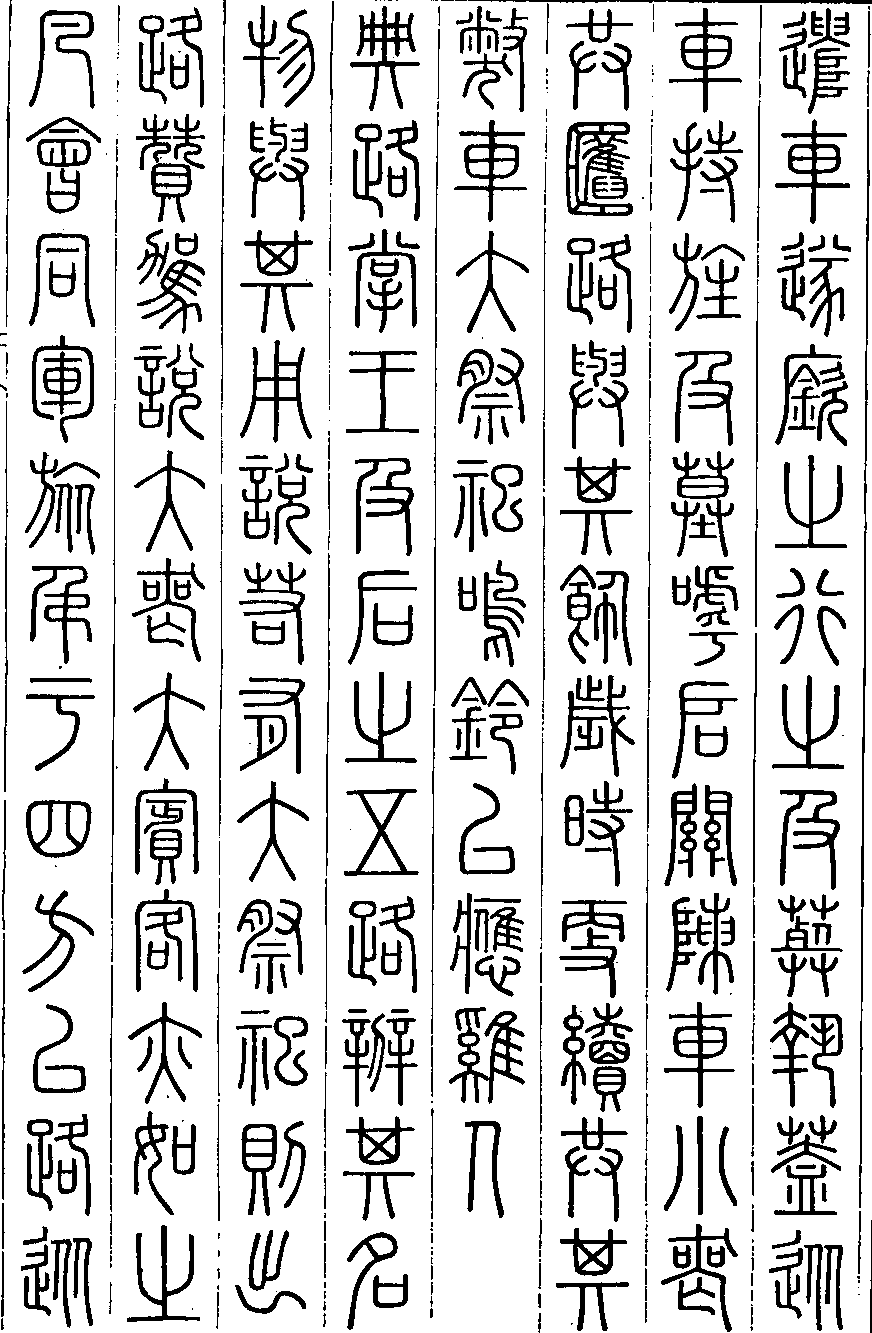 遣車遂廞之行之及葬執蓋從
車持旌及墓嘑启關陳車小喪
共匶路與其飾歲時更續共其
弊車大祭祀鳴鈴以應雞人
典路掌王及后之五路辨其名
物與其用說若有大祭祀則出
路贊駕說大喪大賓客亦如之
凡會同軍旅弔于四方以路從